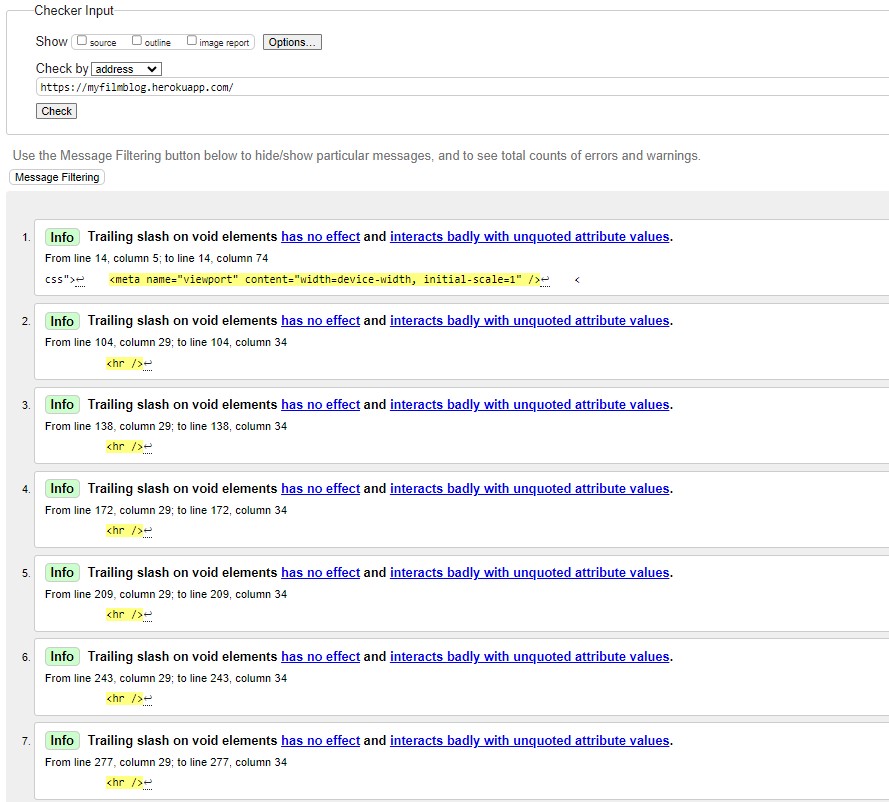 Checker Input
Show source outline image report Options...
Check by address
https://myfilmblog.herokuapp.com/
Check
Use the Message Filtering button below to hide/show particular messages, and to see total counts of errors and warnings.
Message Filtering
1. Info Trailing slash on void elements has no effect and interacts badly with unquoted attribute values.
From line 14, column 5; to line 14, column 74
css">↩ <meta name="viewport" content="width=device-width, initial-scale=1" />↩ <
2. Info Trailing slash on void elements has no effect and interacts badly with unquoted attribute values.
From line 104, column 29; to line 104, column 34
<hr />↩
3. Info Trailing slash on void elements has no effect and interacts badly with unquoted attribute values.
From line 138, column 29; to line 138, column 34
<hr />↩
4. Info Trailing slash on void elements has no effect and interacts badly with unquoted attribute values.
From line 172, column 29; to line 172, column 34
<hr />↩
5. Info Trailing slash on void elements has no effect and interacts badly with unquoted attribute values.
From line 209, column 29; to line 209, column 34
<hr />↩
6. Info Trailing slash on void elements has no effect and interacts badly with unquoted attribute values.
From line 243, column 29; to line 243, column 34
<hr />↩
7. Info Trailing slash on void elements has no effect and interacts badly with unquoted attribute values.
From line 277, column 29; to line 277, column 34
<hr />↩